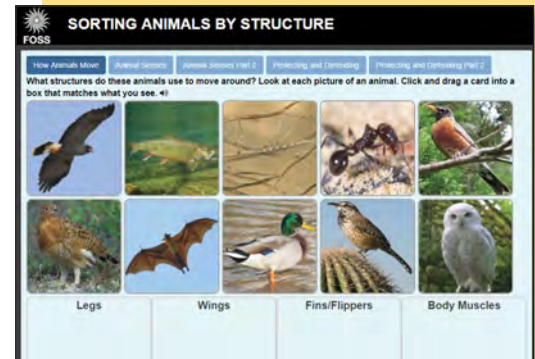 SORTING ANIMALS BY STRUCTURE
FOSS
How Animals Move Animal Senses Animal Senses Part 2 Protecting and Defending Protecting and Defending Part 2
What structures do these animals use to move around? Look at each picture of an animal. Click and drag a card into a
box that matches what you see.
Legs Wings Fins/Flippers Body Muscles